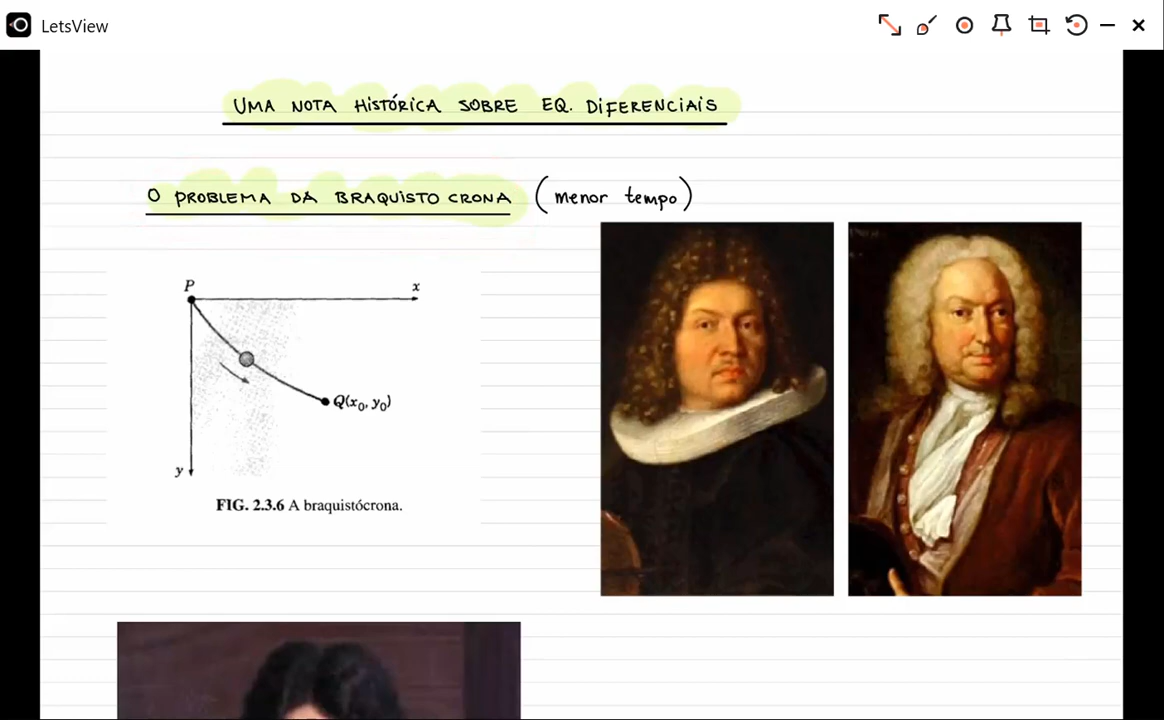 LetsView
UMA NOTA HISTÓRICA SOBRE EQ. DIFERENCIAIS
O PROBLEMA DA BRAQUISTO CRONA (menor tempo)
P
x
Q(x₀, y₀)
y
FIG. 2.3.6 A braquistócrona.